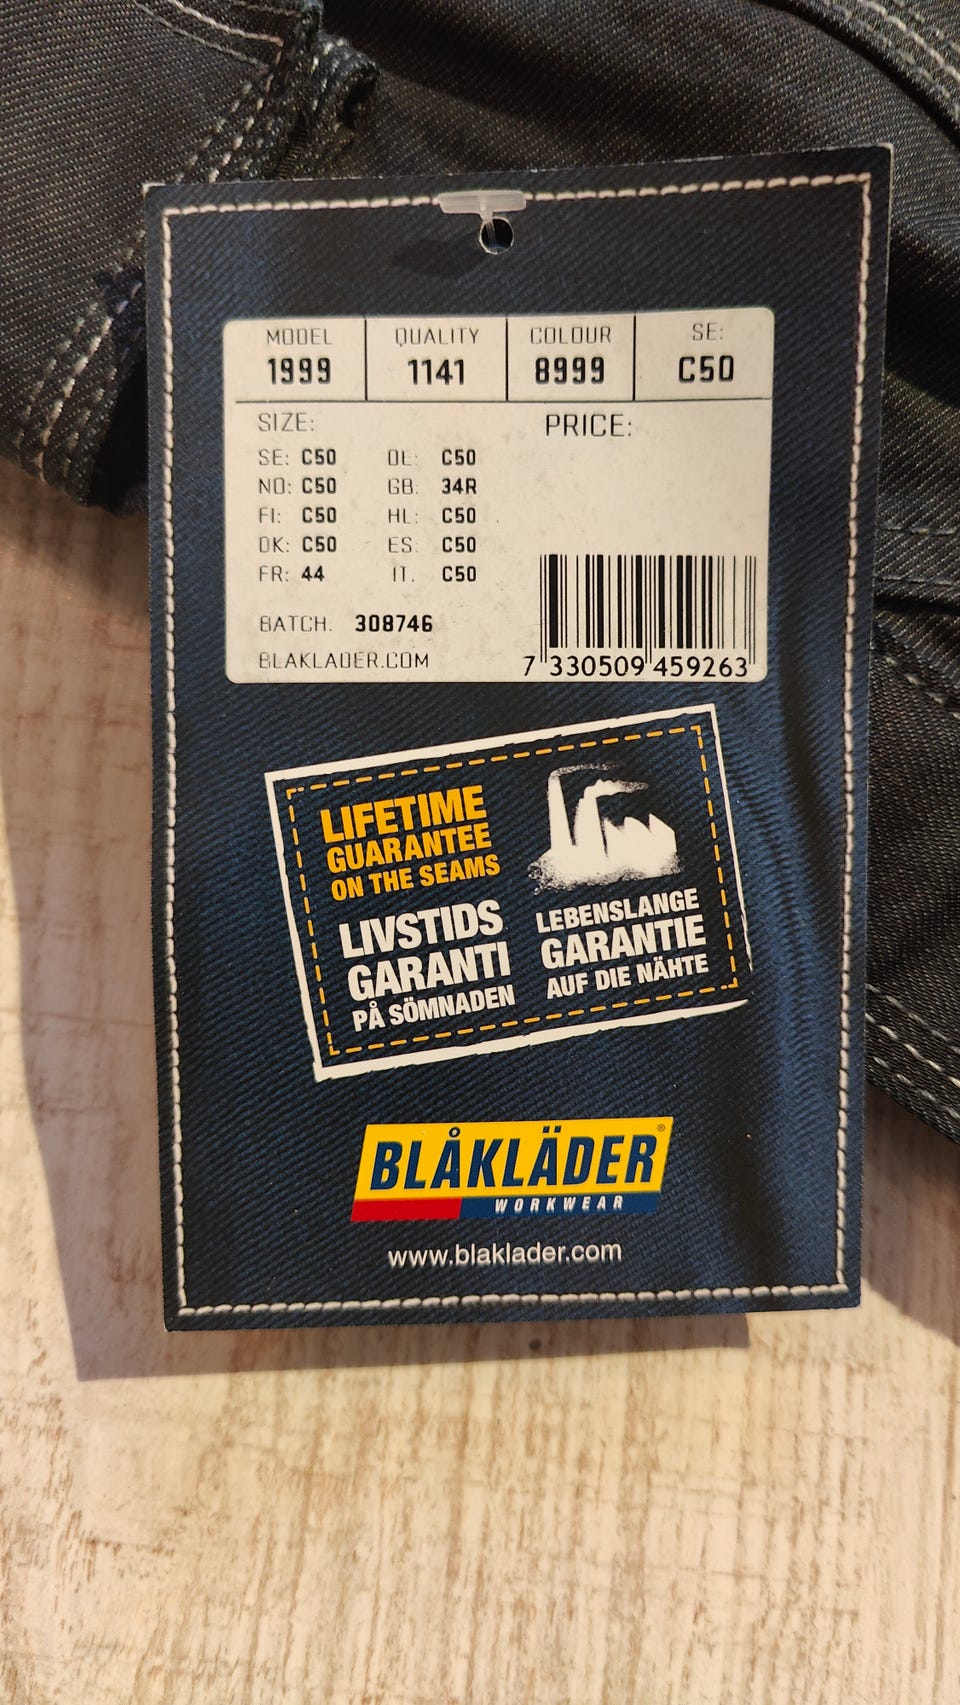 MODEL QUALITY COLOUR SE:
1999 1141 8999 C50
SIZE: PRICE:
SE: C50 DE: C50
NO: C50 GB: 34R
FI: C50 HL: C50
DK: C50 ES: C50
FR: 44 IT. C50
BATCH. 308746
BLAKLADER.COM
7 330509 459263
LIFETIME
GUARANTEE
ON THE SEAMS
LIVSTIDS
GARANTI
PÅ SÖMNADEN
LEBENSLANGE
GARANTIE
AUF DIE NÄHTE
BLÅKLÄDER®
WORKWEAR
www.blaklader.com